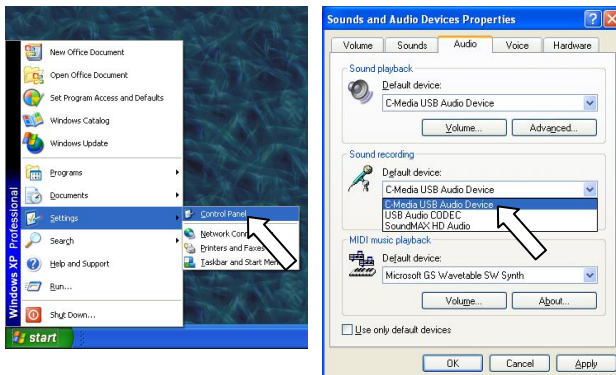 New Office Document
Open Office Document
Set Program Access and Defaults
Windows Catalog
Windows Update
Programs
Documents
Settings
Search
Help and Support
Run...
Shut Down...
Windows XP Professional
Control Panel
Network Conn
Printers and Faxes
Taskbar and Start Men
start
Sounds and Audio Devices Properties
Volume Sounds Audio Voice Hardware
Sound playback
Default device:
C-Media USB Audio Device
Volume... Advanced...
Sound recording
Default device:
C-Media USB Audio Device
C-Media USB Audio Device
USB Audio CODEC
SoundMAX HD Audio
MIDI music playback
Default device:
Microsoft GS Wavetable SW Synth
Volume... About...
Use only default devices
OK Cancel Apply